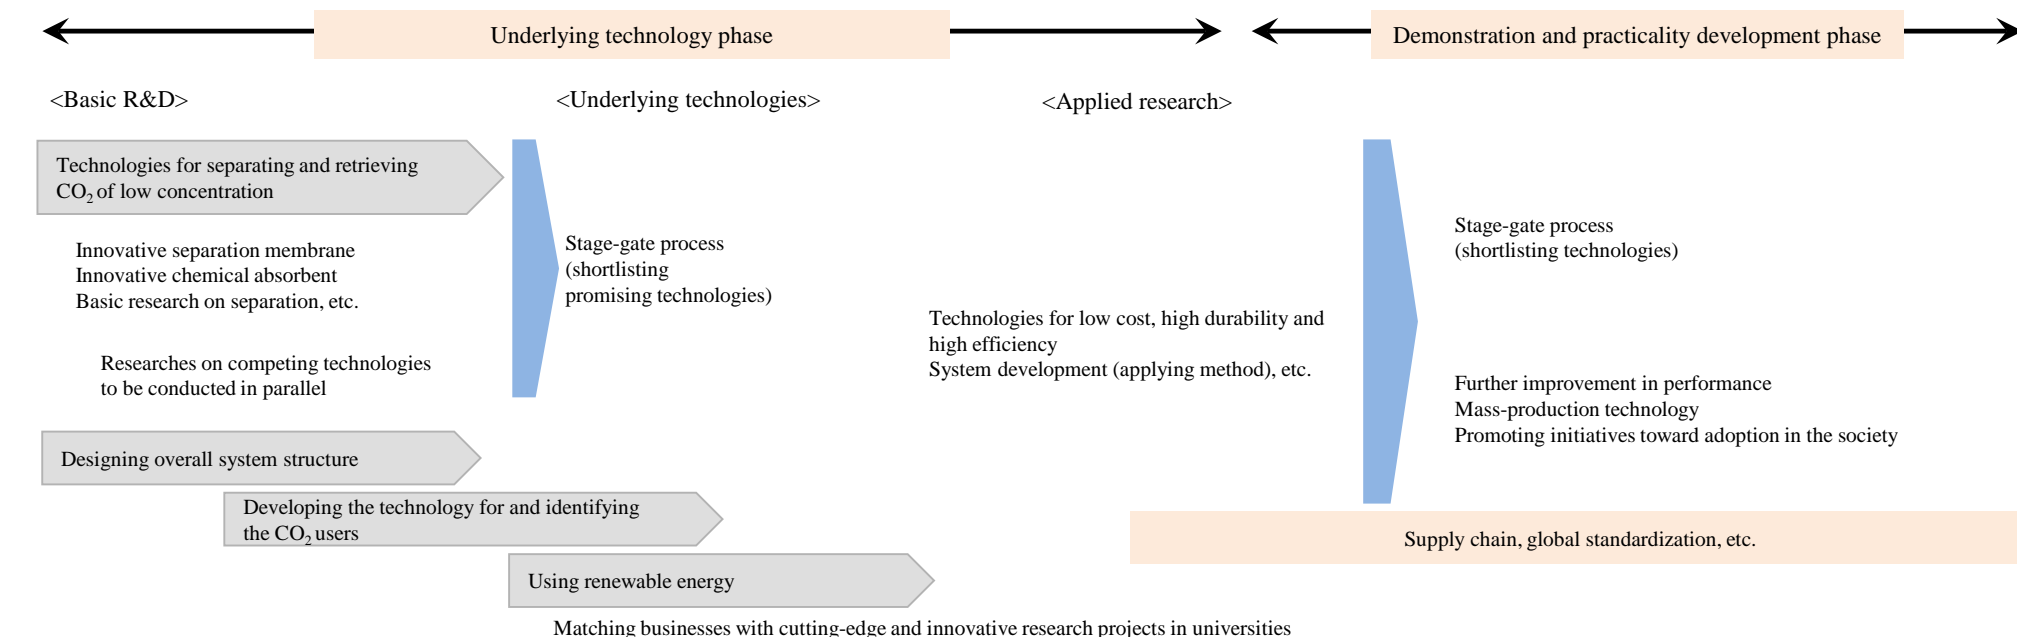 Underlying technology phase
Demonstration and practicality development phase
<Basic R&D>
<Underlying technologies>
<Applied research>
Technologies for separating and retrieving
CO2 of low concentration
Innovative separation membrane
Innovative chemical absorbent
Basic research on separation, etc.
Researches on competing technologies
to be conducted in parallel
Stage-gate process
(shortlisting
promising technologies)
Technologies for low cost, high durability and
high efficiency
System development (applying method), etc.
Stage-gate process
(shortlisting technologies)
Further improvement in performance
Mass-production technology
Promoting initiatives toward adoption in the society
Designing overall system structure
Developing the technology for and identifying
the CO2 users
Using renewable energy
Supply chain, global standardization, etc.
Matching businesses with cutting-edge and innovative research projects in universities